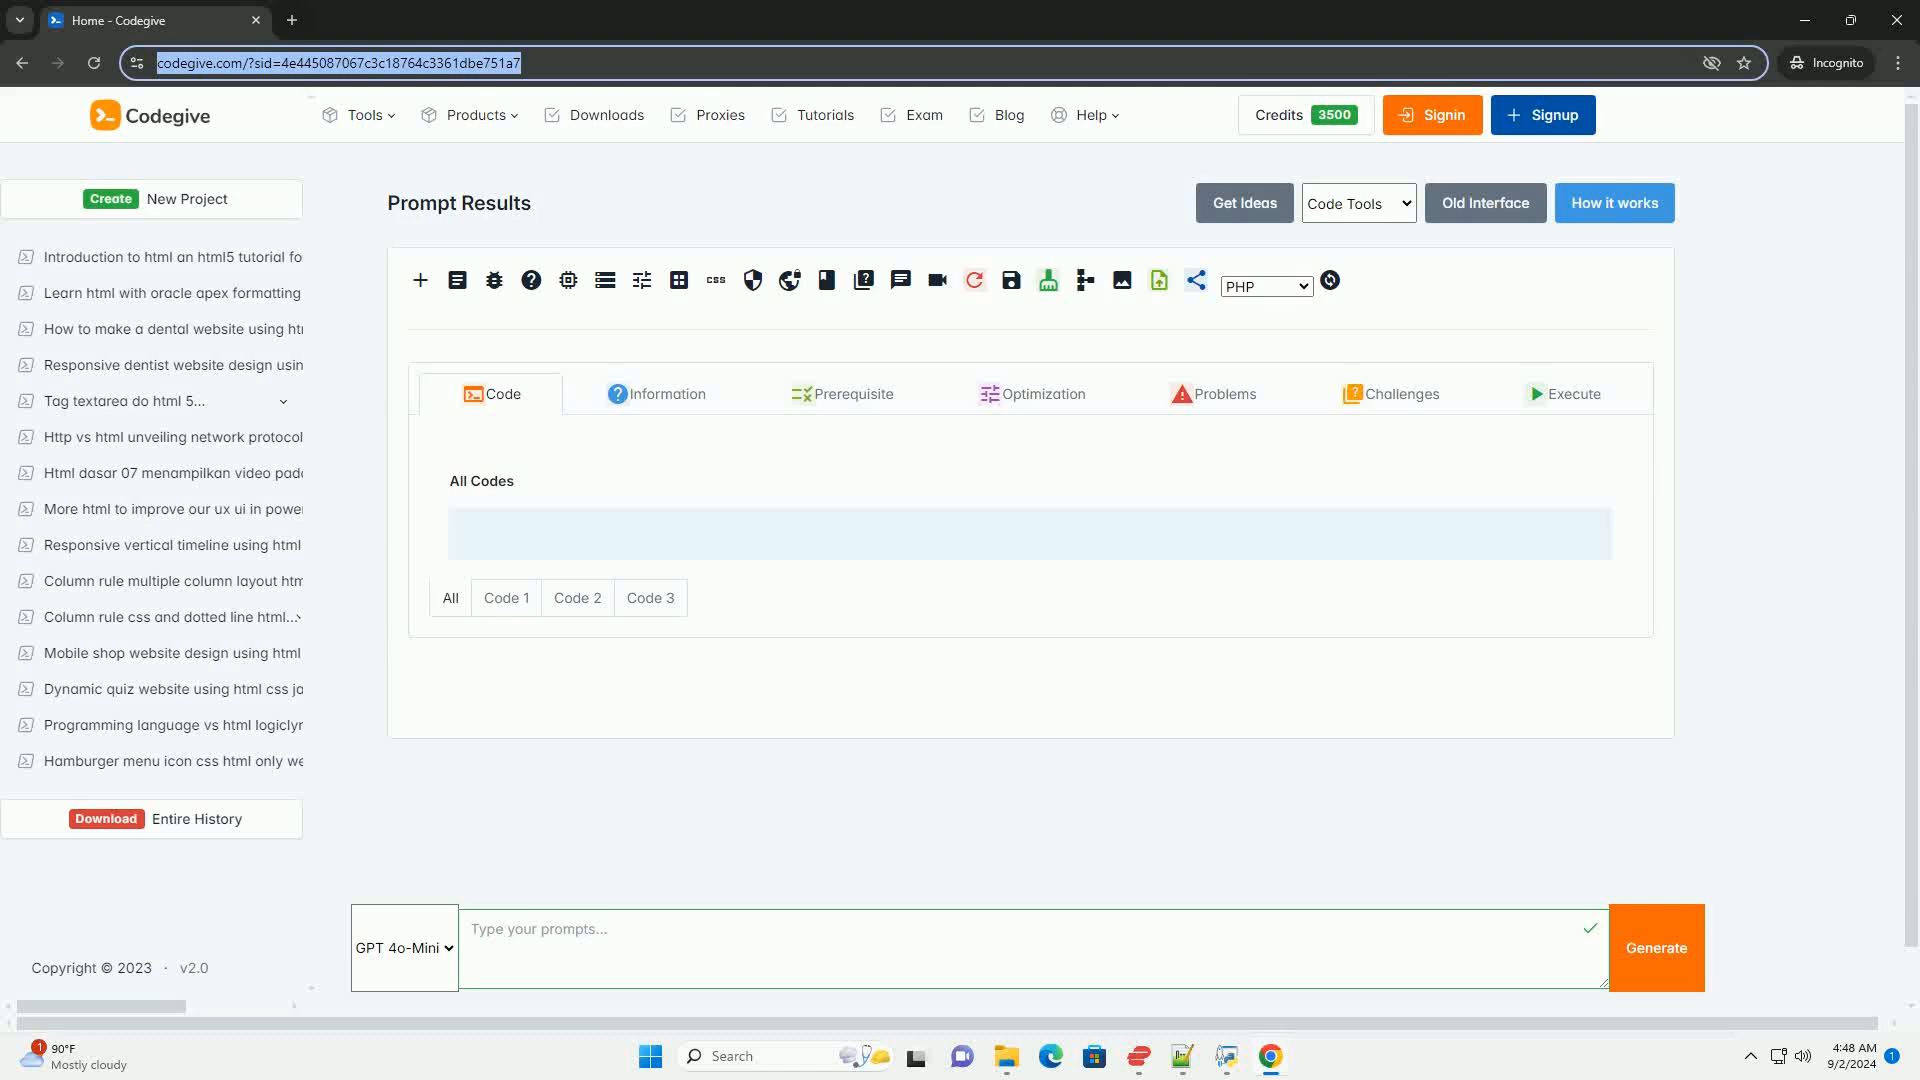 Home - Codegive
codegive.com/?sid=4e445087067c3c18764c3361dbe751a7
Incognito
Codegive
Tools
Products
Downloads
Proxies
Tutorials
Exam
Blog
Help
Credits 3500
Signin
Signup
Create New Project
Introduction to html an html5 tutorial fo
Learn html with oracle apex formatting
How to make a dental website using htr
Responsive dentist website design usin
Tag textarea do html 5...
Http vs html unveiling network protocol
Html dasar 07 menampilkan video pada
More html to improve our ux ui in power
Responsive vertical timeline using html
Column rule multiple column layout htm
Column rule css and dotted line html...
Mobile shop website design using html
Dynamic quiz website using html css ja
Programming language vs html logiclyr
Hamburger menu icon css html only we
Download Entire History
Copyright © 2023 · v2.0
Prompt Results
Get Ideas
Code Tools
Old Interface
How it works
CSS
PHP
Code
Information
Prerequisite
Optimization
Problems
Challenges
Execute
All Codes
All
Code 1
Code 2
Code 3
GPT 4o-Mini
Type your prompts...
Generate
1
90°F
Mostly cloudy
Search
4:48 AM
9/2/2024
1